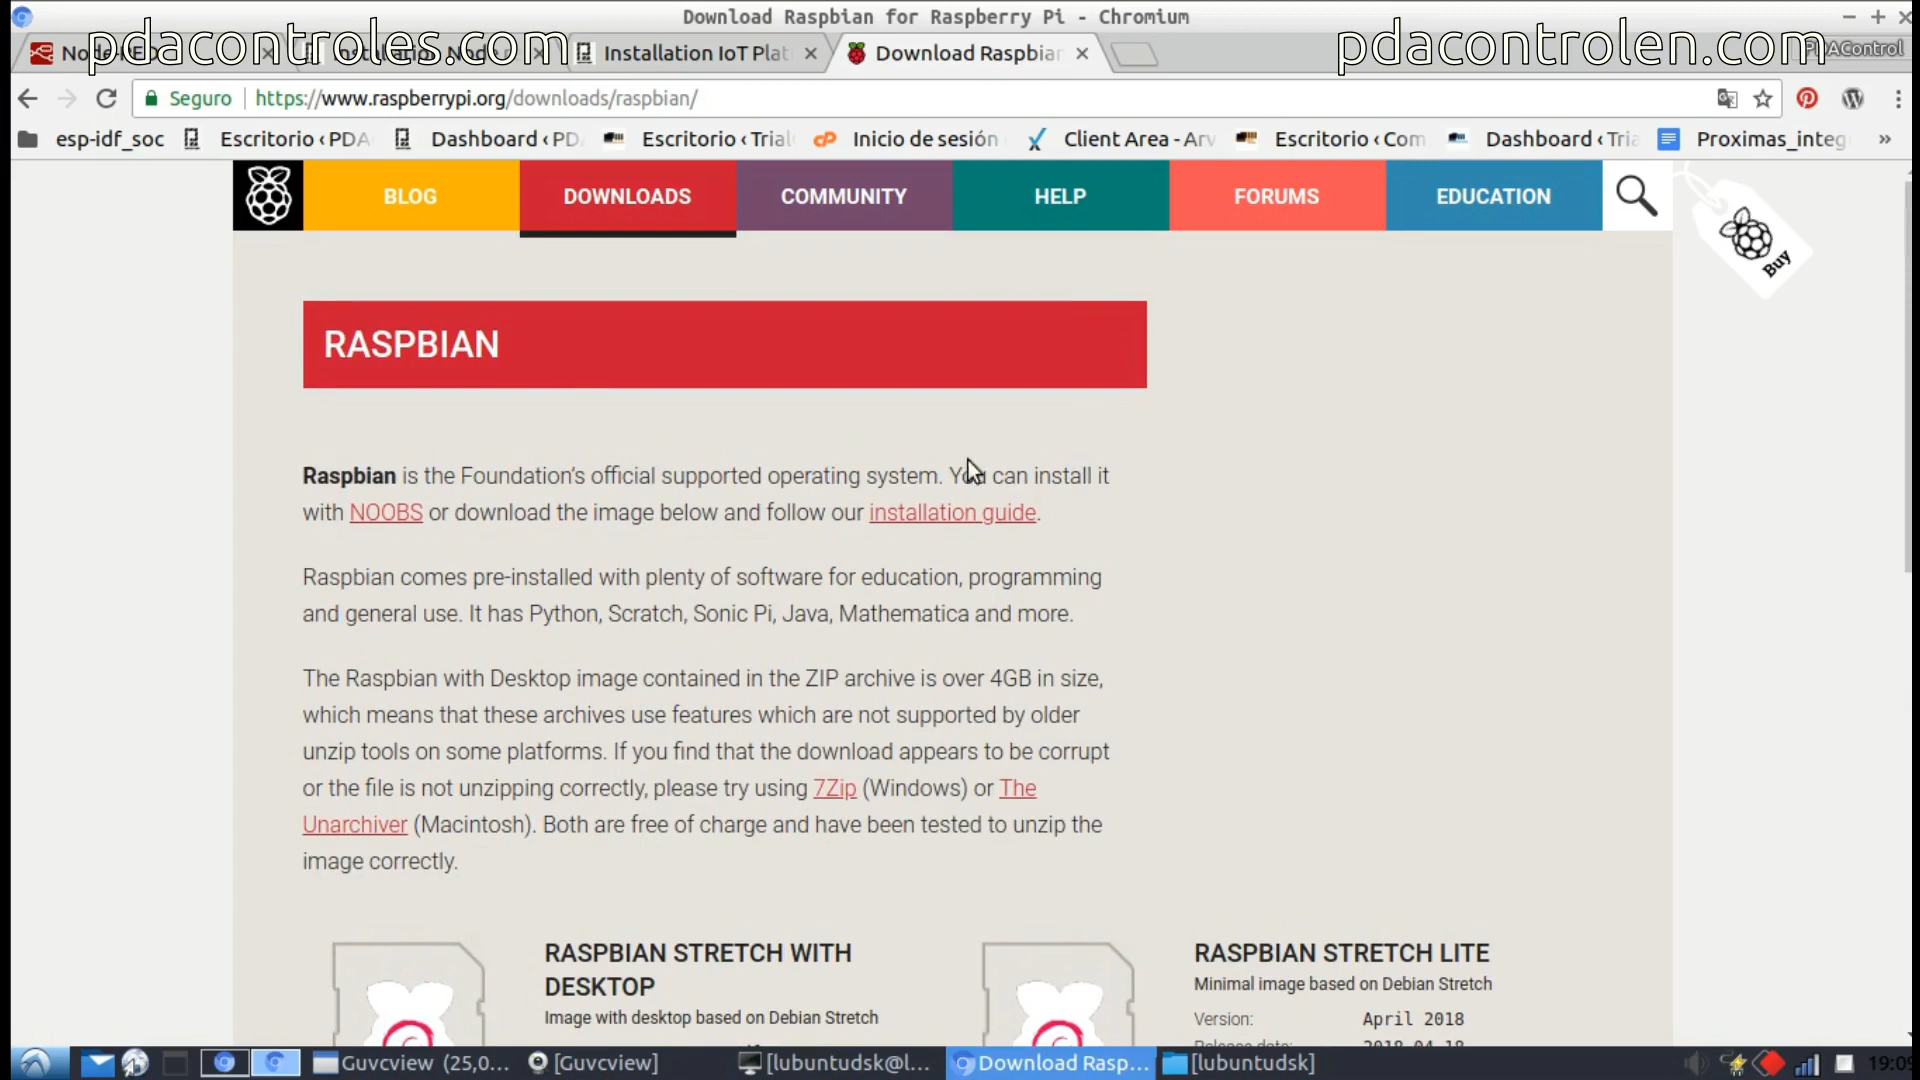 Download Raspbian for Raspberry Pi - Chromium
pdacontroles.com
pdacontrolen.com
Installation IoT Plat
Download Raspbian
PDAControl
Seguro
https://www.raspberrypi.org/downloads/raspbian/
esp-idf_soc
Escritorio ‹ PDA
Dashboard ‹ PD
Escritorio ‹ Trial
cP
Inicio de sesión
Client Area - Arv
Escritorio ‹ Com
Dashboard ‹ Tria
Proximas_integ
»
BLOG
DOWNLOADS
COMMUNITY
HELP
FORUMS
EDUCATION
Buy
RASPBIAN
Raspbian is the Foundation's official supported operating system. You can install it
with NOOBS or download the image below and follow our installation guide.
Raspbian comes pre-installed with plenty of software for education, programming
and general use. It has Python, Scratch, Sonic Pi, Java, Mathematica and more.
The Raspbian with Desktop image contained in the ZIP archive is over 4GB in size,
which means that these archives use features which are not supported by older
unzip tools on some platforms. If you find that the download appears to be corrupt
or the file is not unzipping correctly, please try using 7Zip (Windows) or The
Unarchiver (Macintosh). Both are free of charge and have been tested to unzip the
image correctly.
RASPBIAN STRETCH WITH
DESKTOP
Image with desktop based on Debian Stretch
RASPBIAN STRETCH LITE
Minimal image based on Debian Stretch
Version: April 2018
Release date: 2018-04-18
Guvcview (25,0...
[Guvcview]
[lubuntudsk@l...
Download Rasp...
[lubuntudsk]
19:09